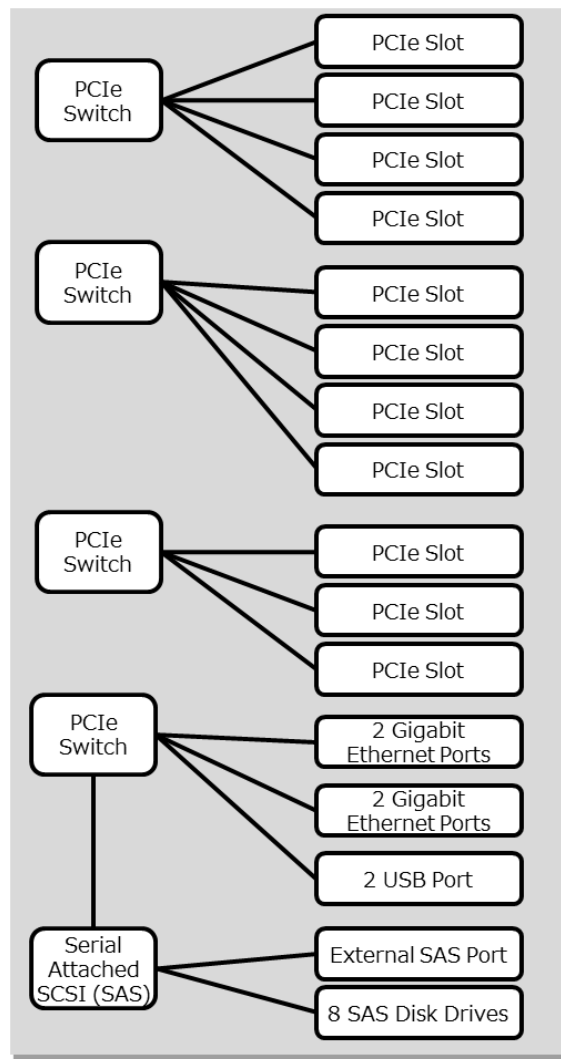 PCIe
Switch
PCIe Slot
PCIe Slot
PCIe Slot
PCIe Slot
PCIe
Switch
PCIe Slot
PCIe Slot
PCIe Slot
PCIe Slot
PCIe
Switch
PCIe Slot
PCIe Slot
PCIe Slot
PCIe
Switch
2 Gigabit
Ethernet Ports
2 Gigabit
Ethernet Ports
2 USB Port
Serial
Attached
SCSI (SAS)
External SAS Port
8 SAS Disk Drives